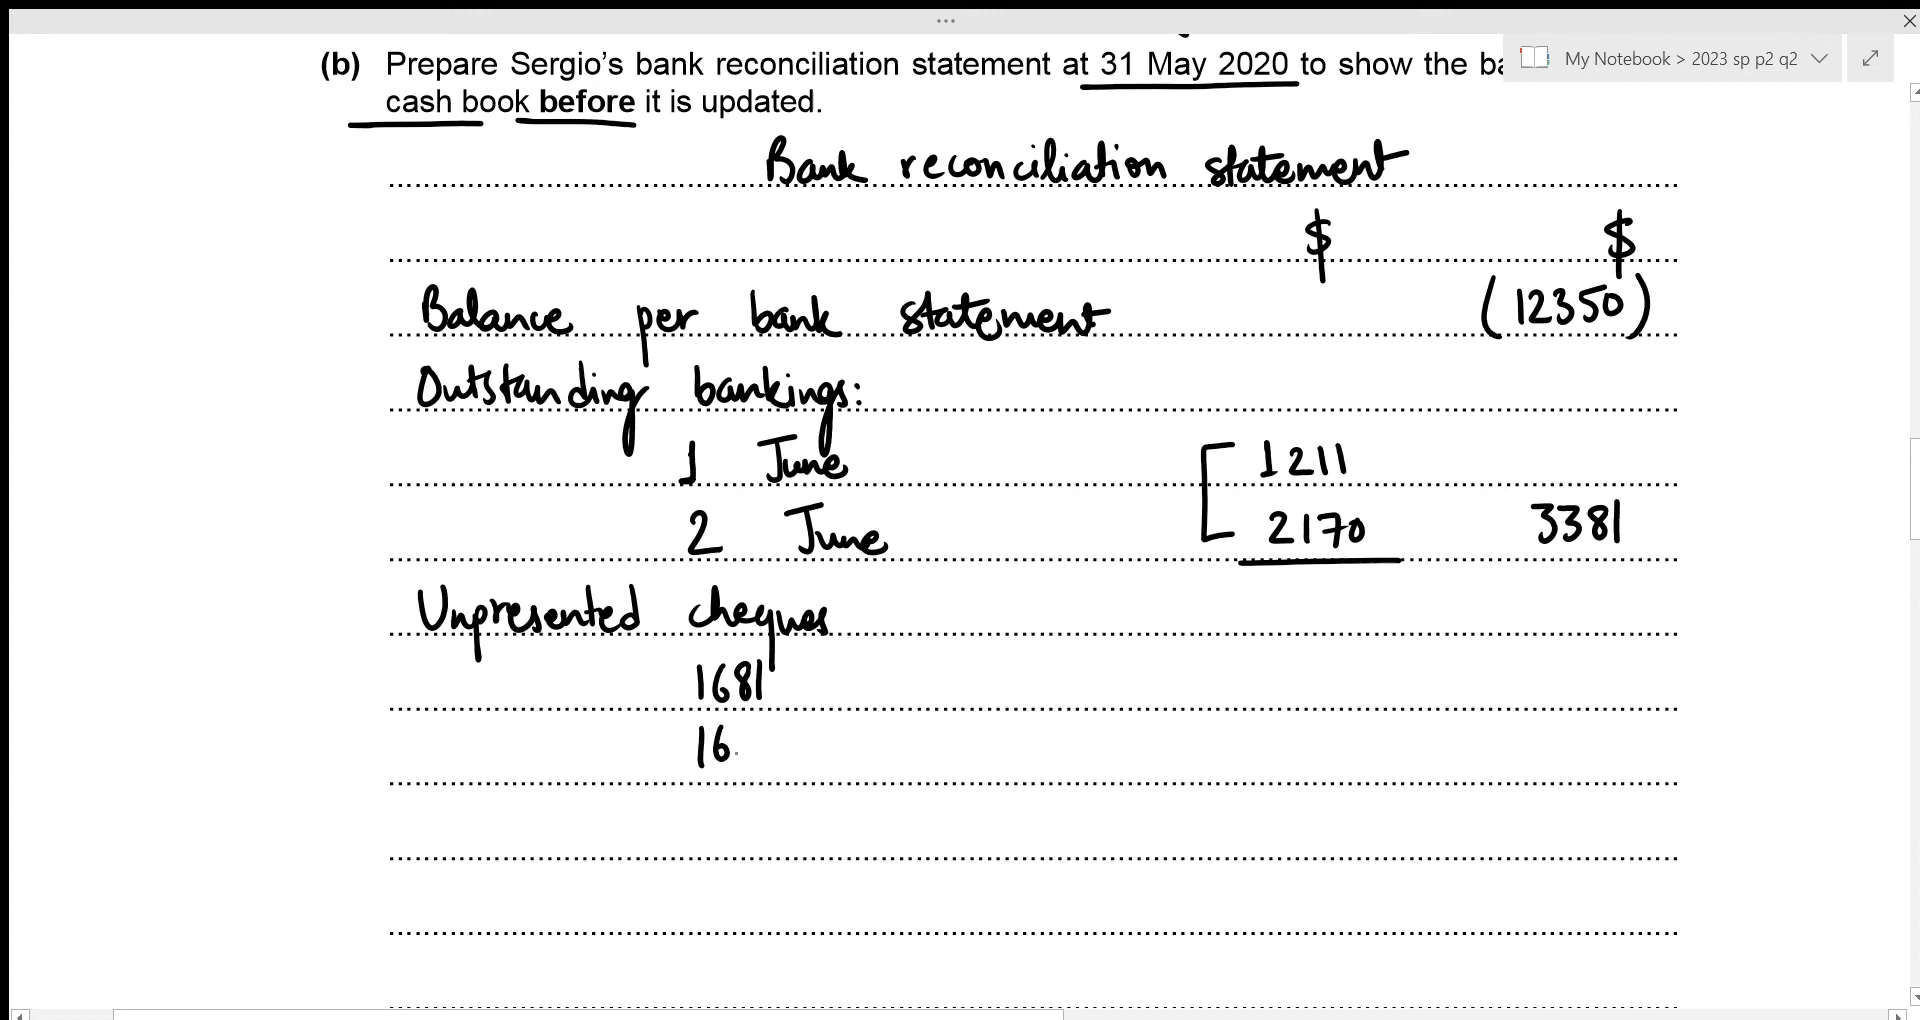 (b) Prepare Sergio's bank reconciliation statement at 31 May 2020 to show the ba
My Notebook > 2023 sp p2 q2
cash book before it is updated.
Bank reconciliation statement
$ $
Balance per bank statement (12350)
Outstanding bankings:
1 June 1211
2 June 2170 3381
Unpresented cheques
1681
16